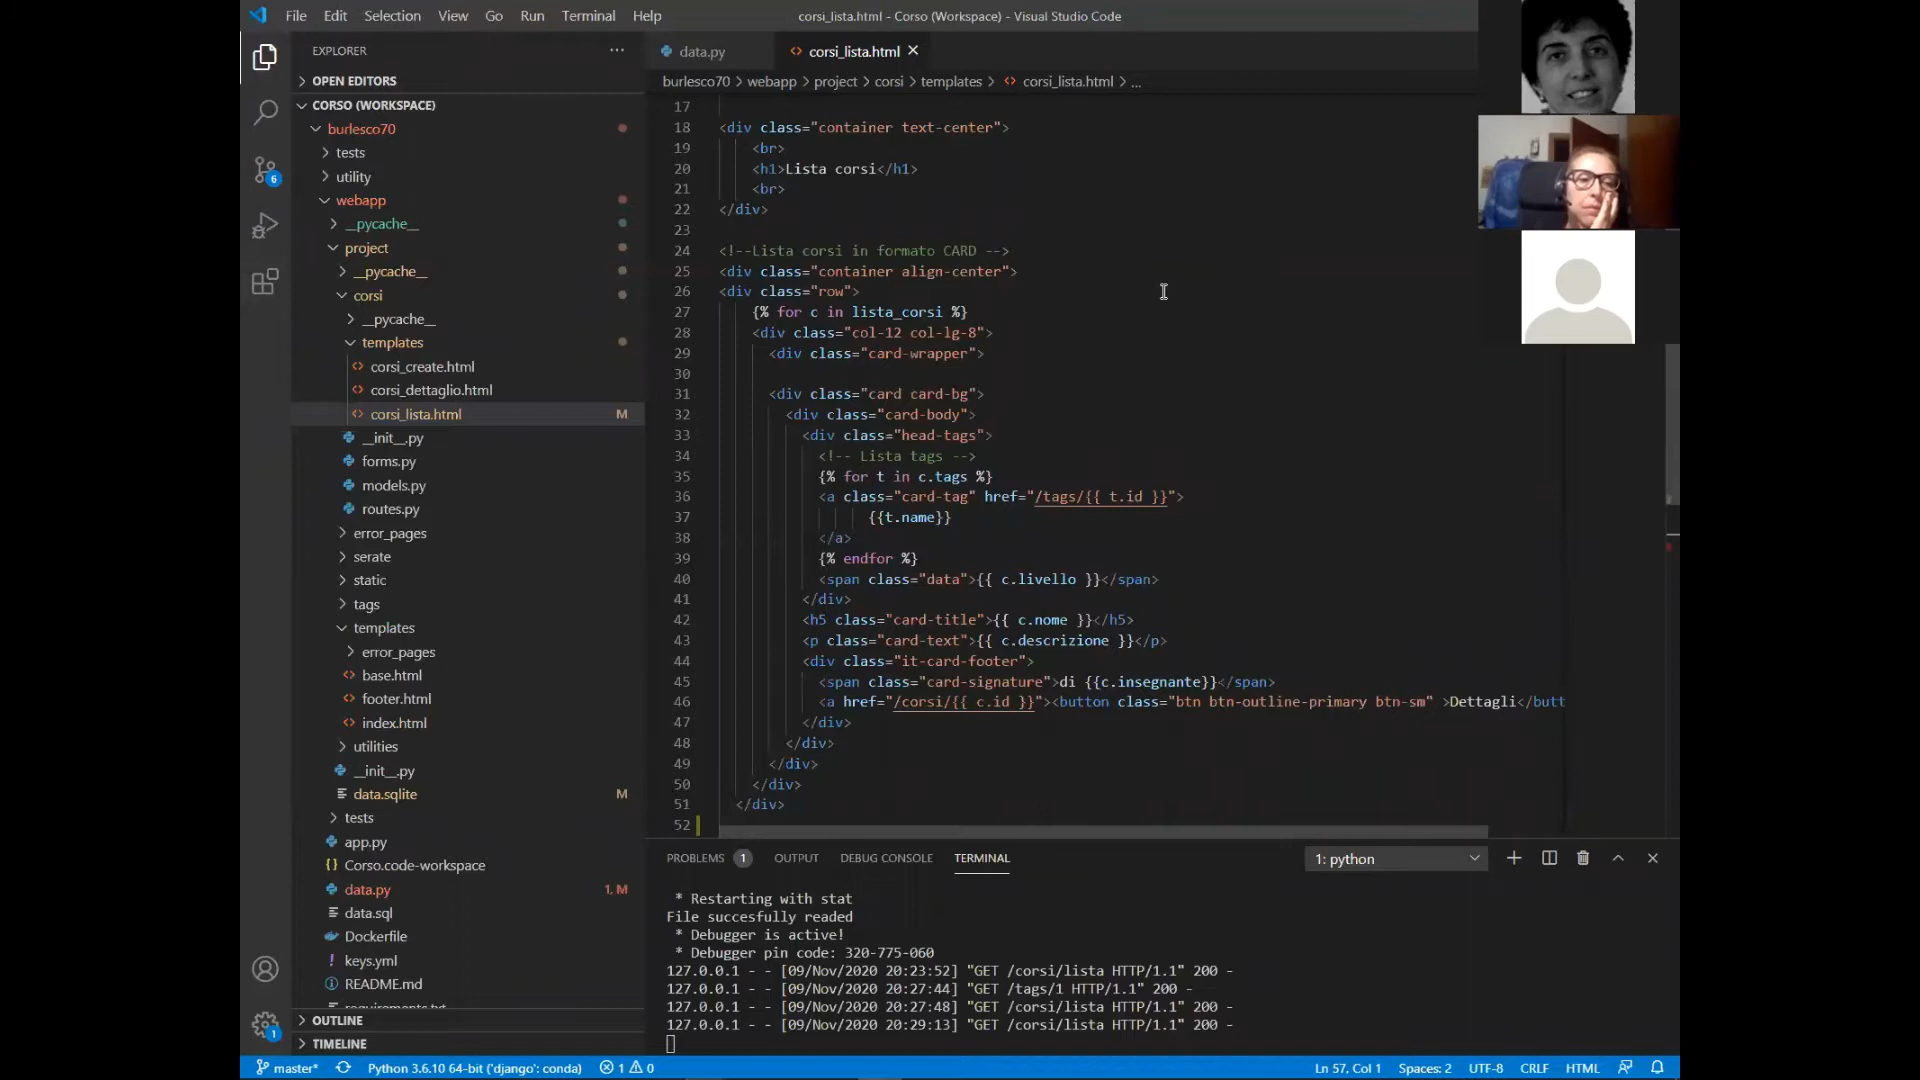 File Edit Selection View Go Run Terminal Help
corsi_lista.html - Corso (Workspace) - Visual Studio Code
EXPLORER
OPEN EDITORS
CORSO (WORKSPACE)
burlesco70
tests
utility
webapp
__pycache__
project
__pycache__
corsi
__pycache__
templates
corsi_create.html
corsi_dettaglio.html
corsi_lista.html M
__init__.py
forms.py
models.py
routes.py
error_pages
serate
static
tags
templates
error_pages
base.html
footer.html
index.html
utilities
__init__.py
data.sqlite M
tests
app.py
Corso.code-workspace
data.py 1, M
data.sql
Dockerfile
keys.yml
README.md
requirements.txt
OUTLINE
TIMELINE
6
1
data.py
corsi_lista.html
burlesco70 > webapp > project > corsi > templates > corsi_lista.html > ...
17
18 <div class="container text-center">
19 <br>
20 <h1>Lista corsi</h1>
21 <br>
22 </div>
23
24 <!--Lista corsi in formato CARD -->
25 <div class="container align-center">
26 <div class="row">
27 {% for c in lista_corsi %}
28 <div class="col-12 col-lg-8">
29 <div class="card-wrapper">
30
31 <div class="card card-bg">
32 <div class="card-body">
33 <div class="head-tags">
34 <!-- Lista tags -->
35 {% for t in c.tags %}
36 <a class="card-tag" href="/tags/{{ t.id }}">
37 {{t.name}}
38 </a>
39 {% endfor %}
40 <span class="data">{{ c.livello }}</span>
41 </div>
42 <h5 class="card-title">{{ c.nome }}</h5>
43 <p class="card-text">{{ c.descrizione }}</p>
44 <div class="it-card-footer">
45 <span class="card-signature">di {{c.insegnante}}</span>
46 <a href="/corsi/{{ c.id }}"><button class="btn btn-outline-primary btn-sm" >Dettagli</butt
47 </div>
48 </div>
49 </div>
50 </div>
51 </div>
52
PROBLEMS 1 OUTPUT DEBUG CONSOLE TERMINAL
1: python
* Restarting with stat
File succesfully readed
* Debugger is active!
* Debugger pin code: 320-775-060
127.0.0.1 - - [09/Nov/2020 20:23:52] "GET /corsi/lista HTTP/1.1" 200 -
127.0.0.1 - - [09/Nov/2020 20:27:44] "GET /tags/1 HTTP/1.1" 200 -
127.0.0.1 - - [09/Nov/2020 20:27:48] "GET /corsi/lista HTTP/1.1" 200 -
127.0.0.1 - - [09/Nov/2020 20:29:13] "GET /corsi/lista HTTP/1.1" 200 -
master* Python 3.6.10 64-bit ('django': conda) 1 0
Ln 57, Col 1 Spaces: 2 UTF-8 CRLF HTML